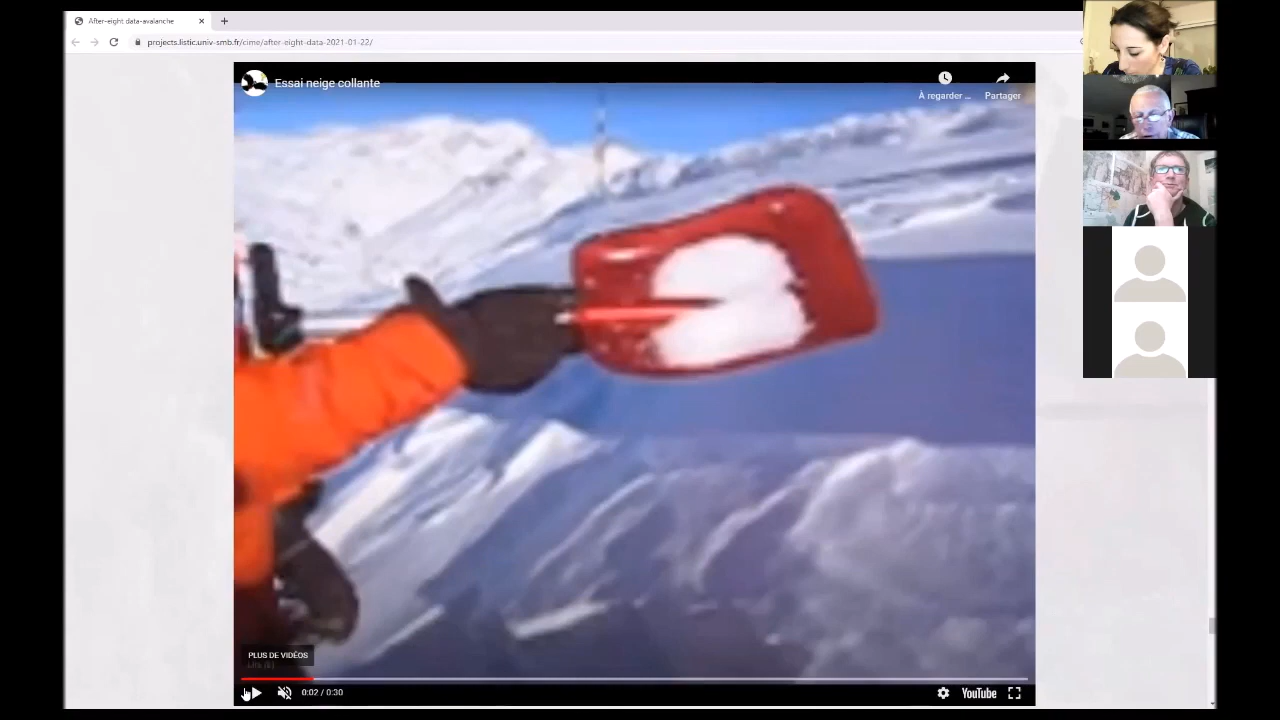 After-eight data-avalanche
projects.listic.univ-smb.fr/cime/after-eight-data-2021-01-22/
Essai neige collante
À regarder ...
Partager
PLUS DE VIDÉOS
0:02 / 0:30
YouTube